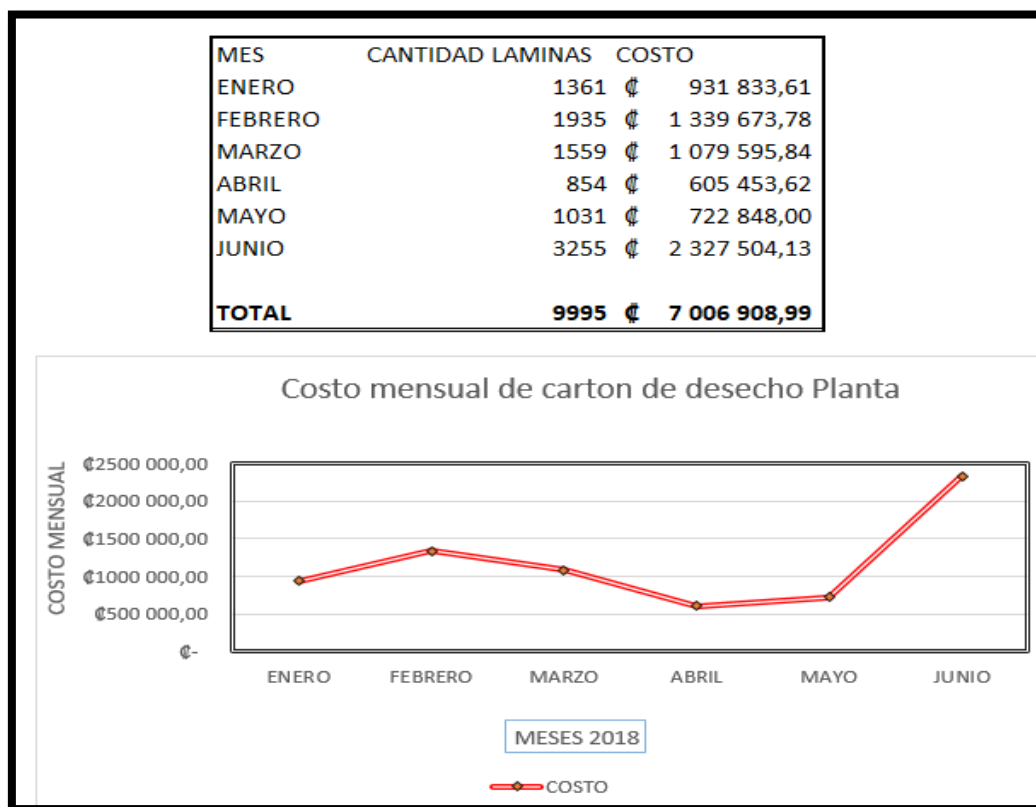 MES CANTIDAD LAMINAS COSTO
ENERO 1361 ₡ 931 833,61
FEBRERO 1935 ₡ 1 339 673,78
MARZO 1559 ₡ 1 079 595,84
ABRIL 854 ₡ 605 453,62
MAYO 1031 ₡ 722 848,00
JUNIO 3255 ₡ 2 327 504,13
TOTAL 9995 ₡ 7 006 908,99
Costo mensual de carton de desecho Planta
COSTO MENSUAL
₡2500 000,00
₡2000 000,00
₡1500 000,00
₡1000 000,00
₡500 000,00
₡-
ENERO FEBRERO MARZO ABRIL MAYO JUNIO
MESES 2018
COSTO